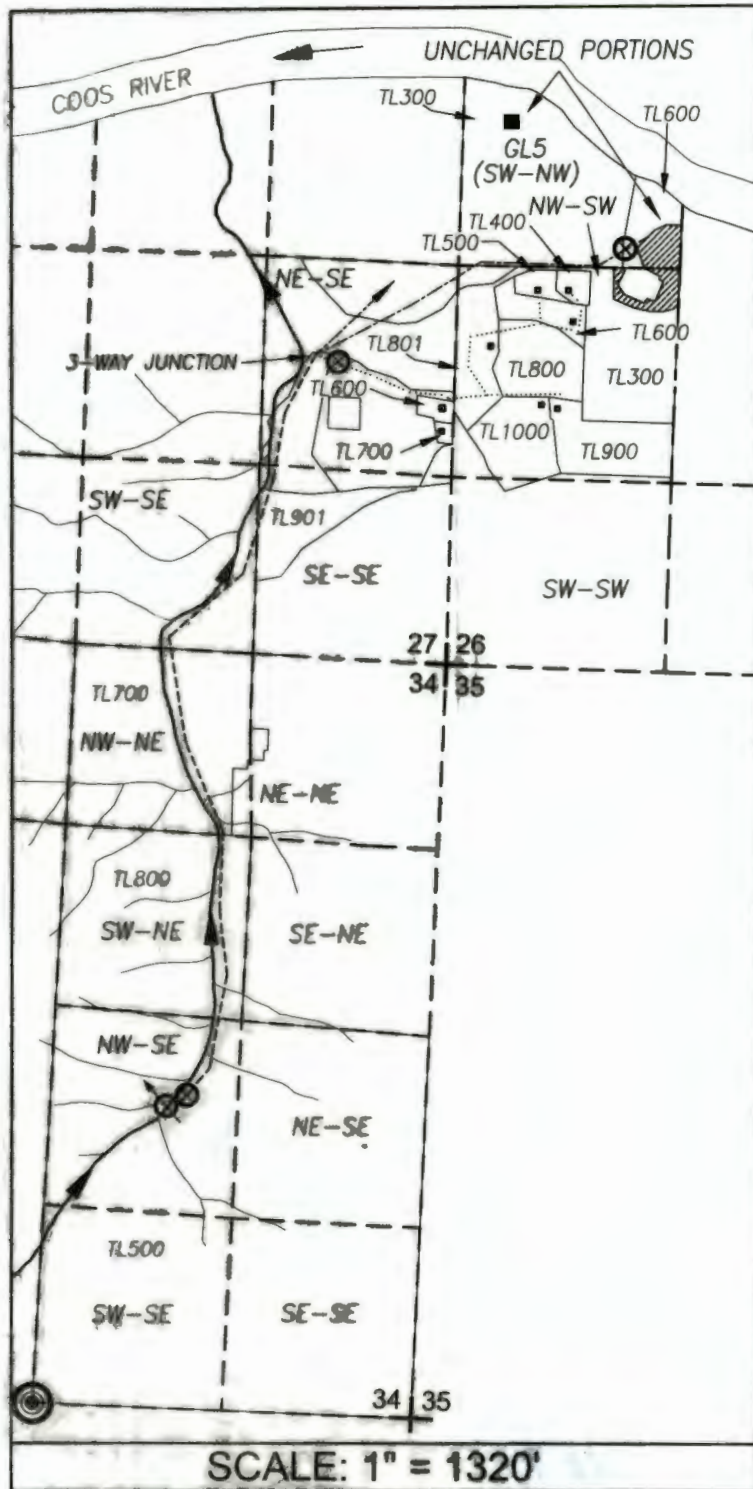 UNCHANGED PORTIONS
COOS RIVER
TL300
TL600
GL5
(SW-NW)
NW-SW
TL400
TL500
NE-SE
3-WAY JUNCTION
TL801
TL600
TL600
TL800
TL300
TL700
TL1000
TL900
SW-SE
TL901
SE-SE
SW-SW
27 26
34 35
TL700
NW-NE
NE-NE
TL800
SW-NE
SE-NE
NW-SE
NE-SE
TL500
SW-SE
SE-SE
34 35
SCALE: 1" = 1320'